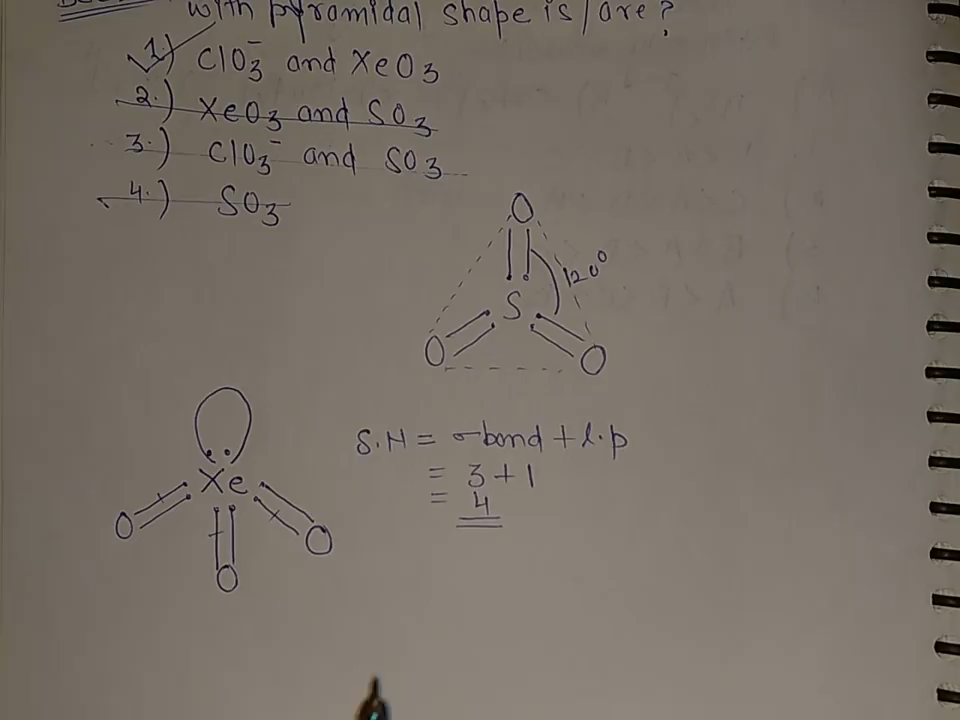 with pyramidal shape is/are?
1.) ClO₃⁻ and XeO₃
2.) XeO₃ and SO₃
3.) ClO₃⁻ and SO₃
4.) SO₃
O
120°
S
O O
S.N = σ-bond + l.p
= 3+1
= 4
Xe
O O
O